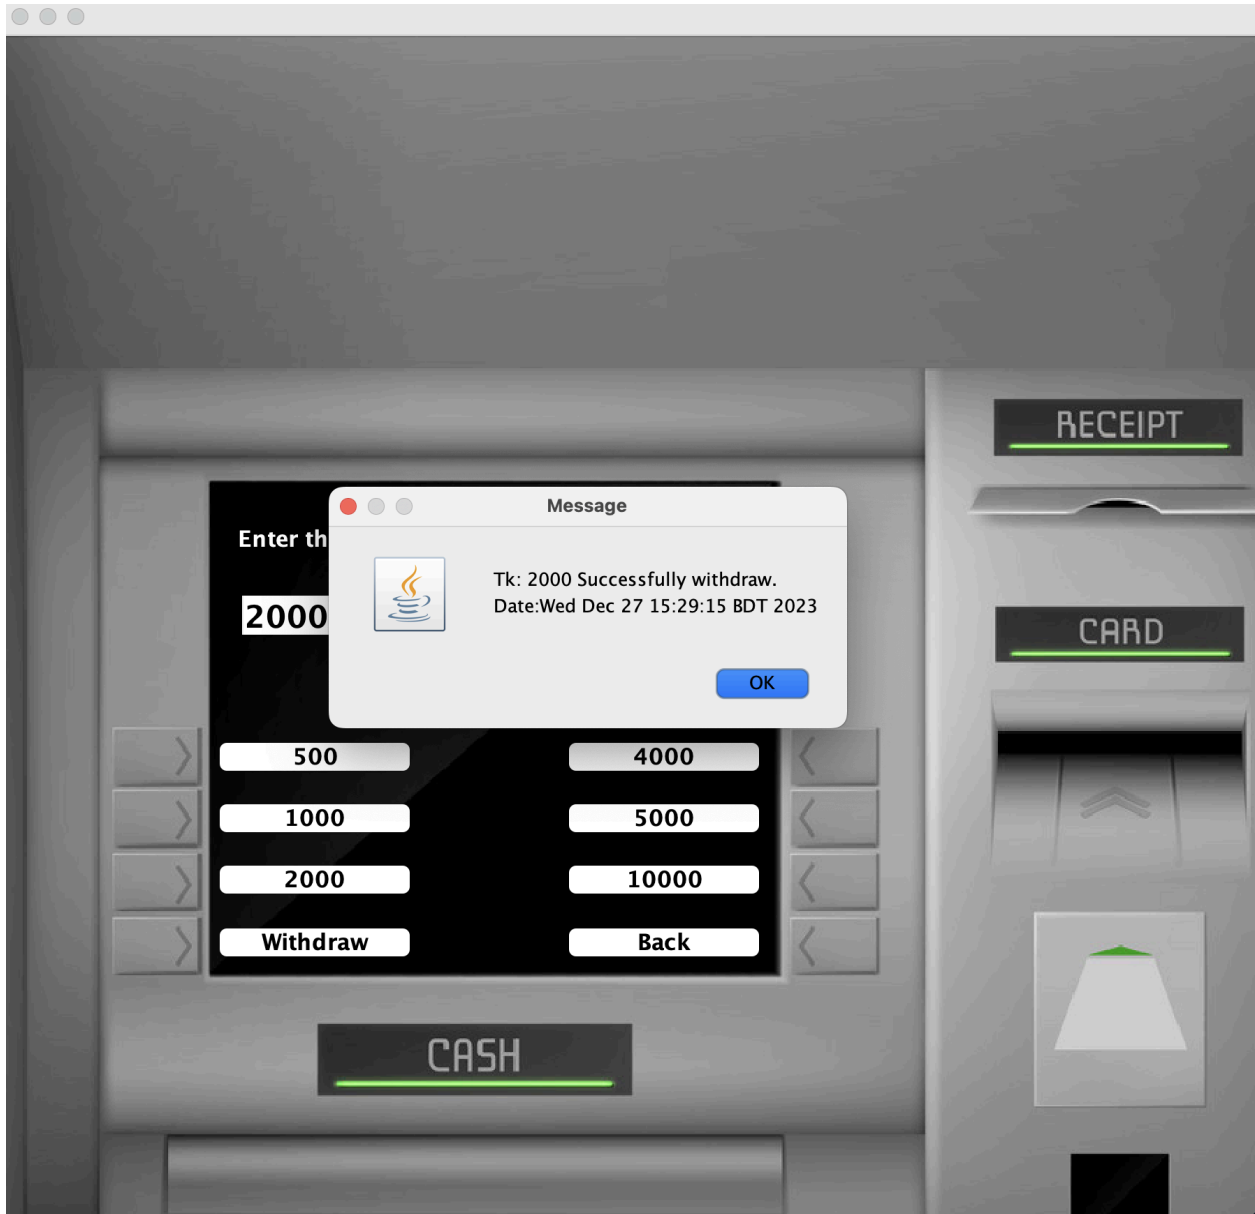 RECEIPT
Message
Enter th
Tk: 2000 Successfully withdraw.
Date:Wed Dec 27 15:29:15 BDT 2023
2000
CARD
OK
500
4000
1000
5000
2000
10000
Withdraw
Back
CASH